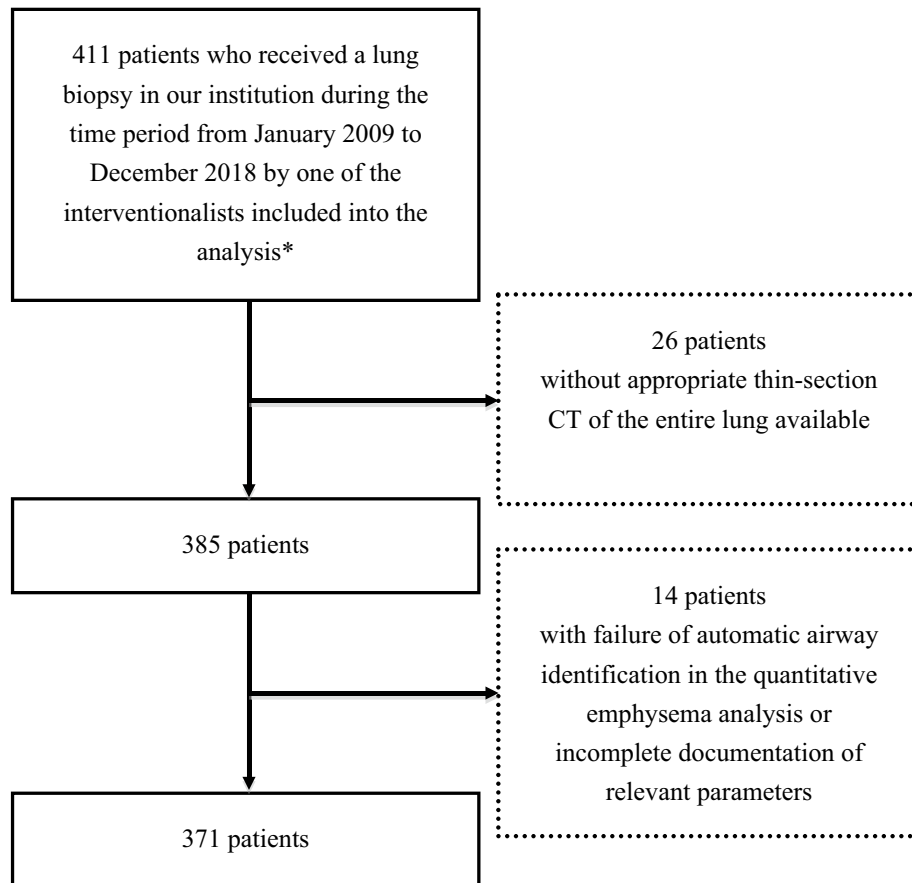 411 patients who received a lung
biopsy in our institution during the
time period from January 2009 to
December 2018 by one of the
interventionalists included into the
analysis*
26 patients
without appropriate thin-section
CT of the entire lung available
385 patients
14 patients
with failure of automatic airway
identification in the quantitative
emphysema analysis or
incomplete documentation of
relevant parameters
371 patients